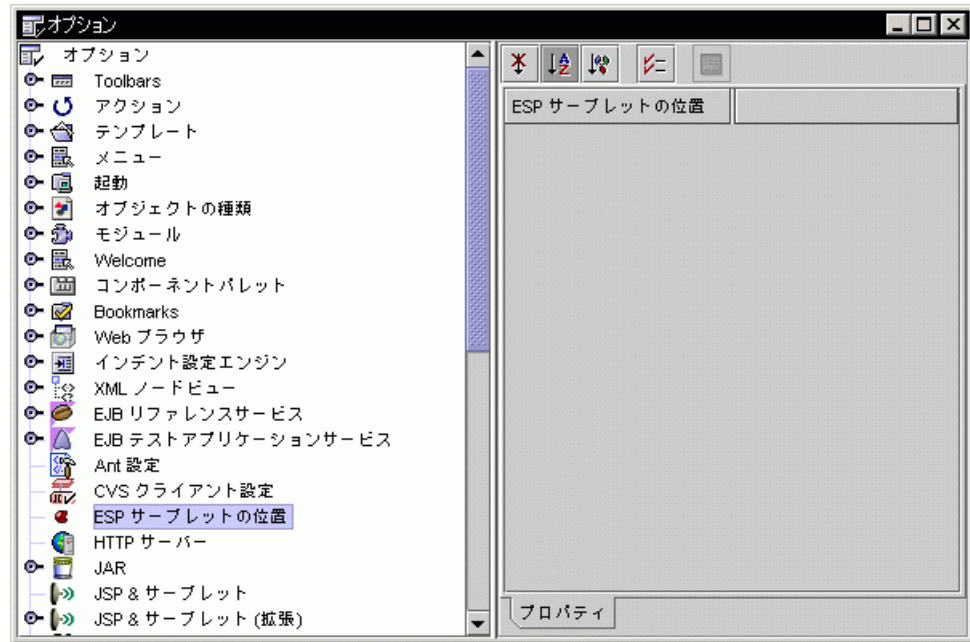 オプション
オプション
Toolbars
アクション
テンプレート
メニュー
起動
オブジェクトの種類
モジュール
Welcome
コンポーネントパレット
Bookmarks
Web ブラウザ
インデント設定エンジン
XML ノードビュー
EJB リファレンスサービス
EJB テストアプリケーションサービス
Ant 設定
CVS クライアント設定
ESP サーブレットの位置
HTTP サーバー
JAR
JSP & サーブレット
JSP & サーブレット (拡張)
ESP サーブレットの位置
プロパティ